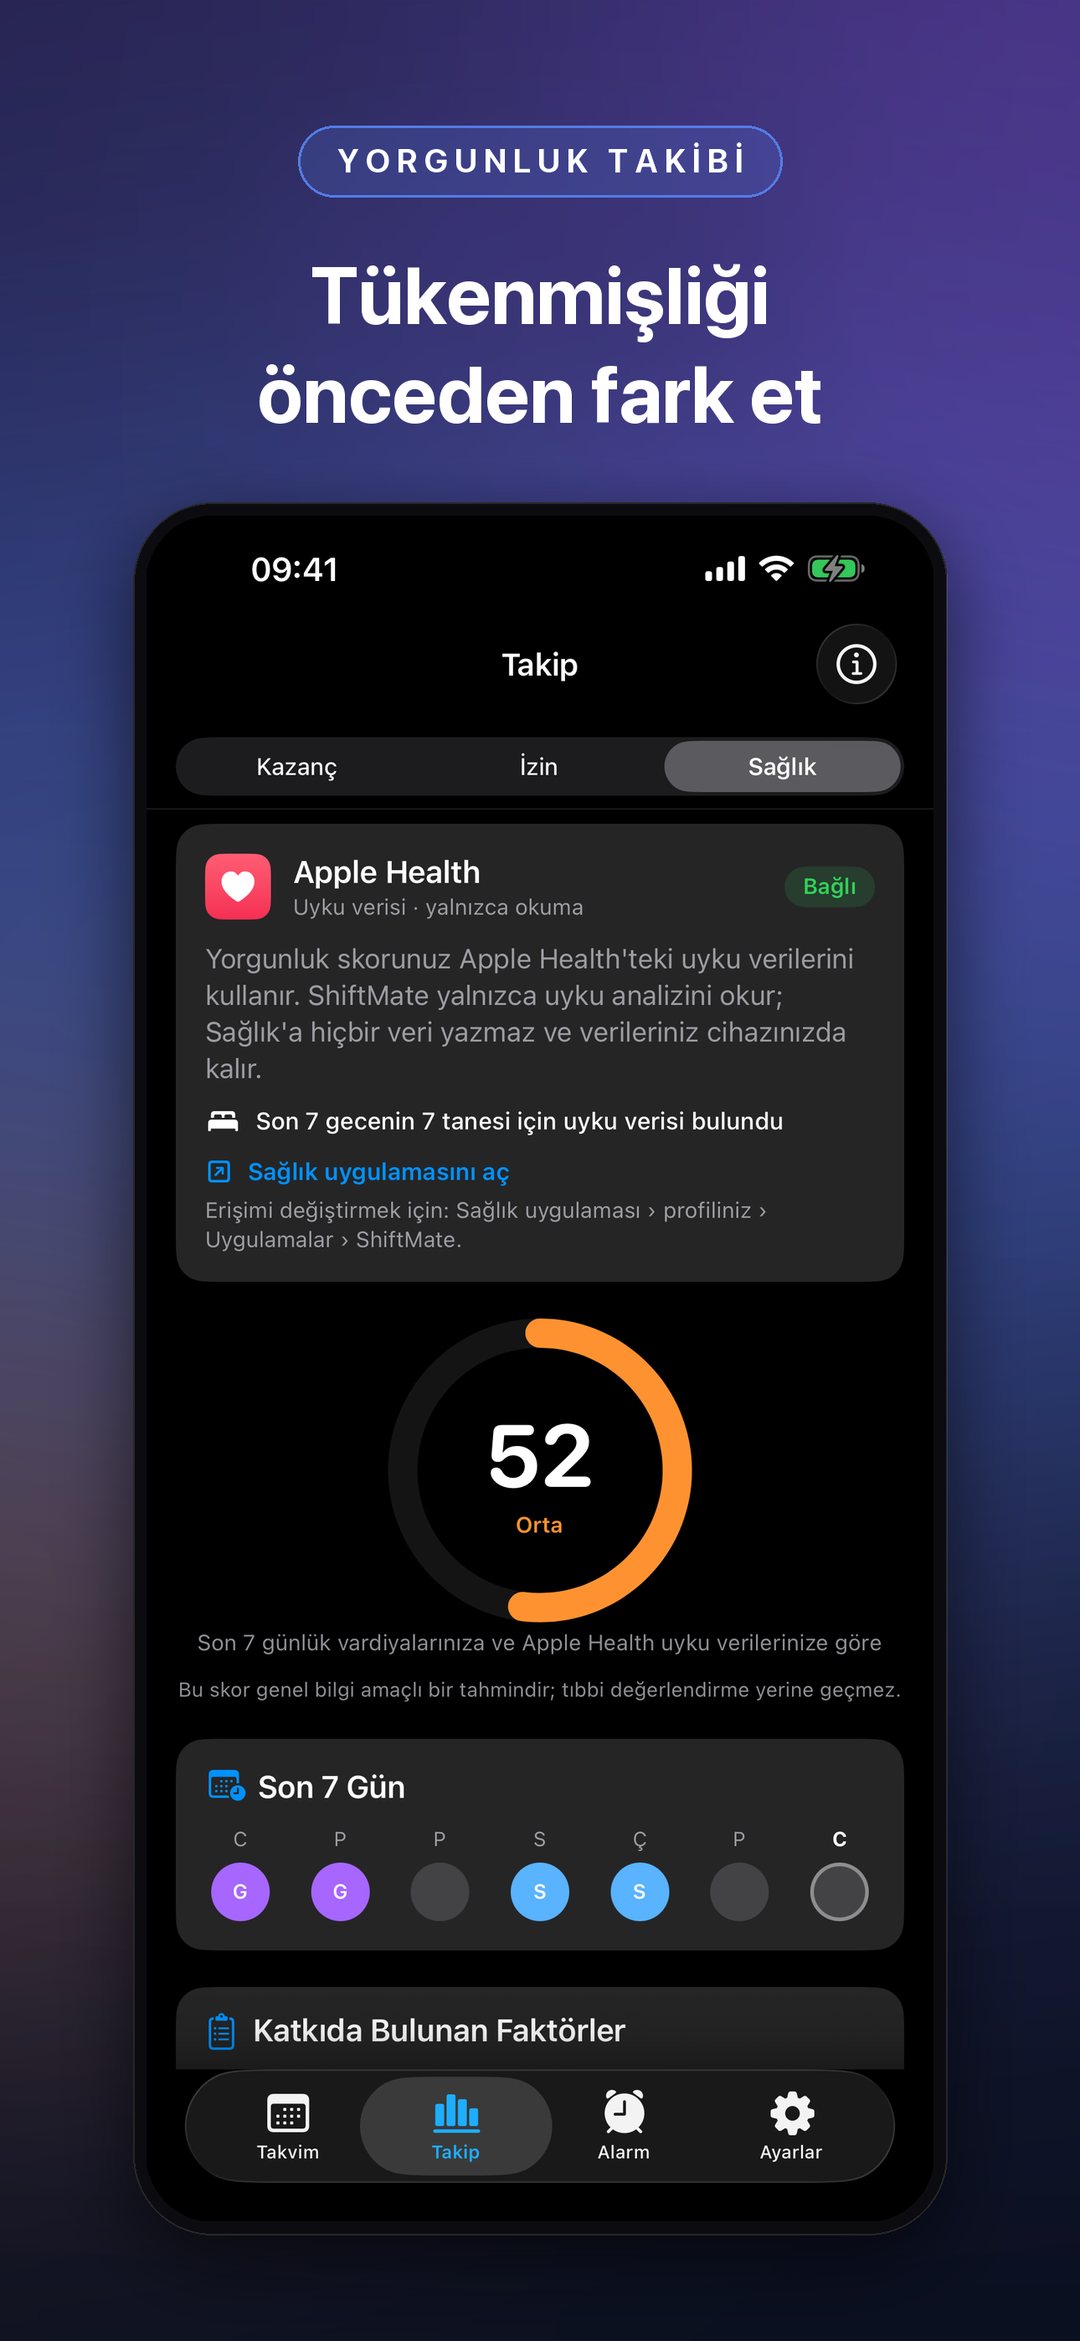 YORGUNLUK TAKİBİ
Tükenmişliği
önceden fark et
09:41
Takip
Kazanç İzin Sağlık
Apple Health
Bağlı
Uyku verisi · yalnızca okuma
Yorgunluk skorunuz Apple Health'teki uyku verilerini
kullanır. ShiftMate yalnızca uyku analizini okur;
Sağlık'a hiçbir veri yazmaz ve verileriniz cihazınızda
kalır.
Son 7 gecenin 7 tanesi için uyku verisi bulundu
Sağlık uygulamasını aç
Erişimi değiştirmek için: Sağlık uygulaması › profiliniz ›
Uygulamalar › ShiftMate.
52
Orta
Son 7 günlük vardiyalarınıza ve Apple Health uyku verilerinize göre
Bu skor genel bilgi amaçlı bir tahmindir; tıbbi değerlendirme yerine geçmez.
Son 7 Gün
C P P S Ç P C
G G S S
Katkıda Bulunan Faktörler
Takvim Takip Alarm Ayarlar